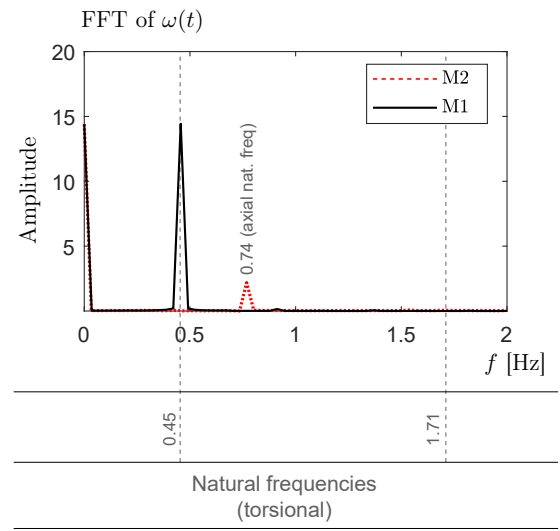 FFT of ω(t)
20
15
10
5
Amplitude
M2
M1
0.74 (axial nat. freq)
0 0.5 1 1.5 2
f [Hz]
0.45 1.71
Natural frequencies
(torsional)